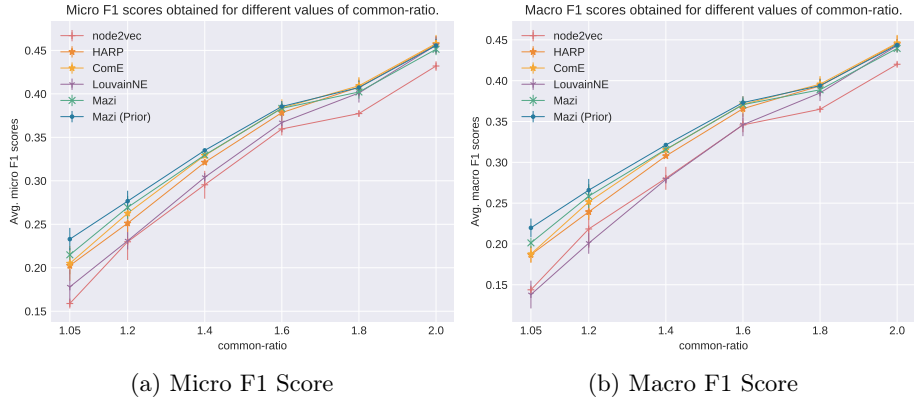 Micro F1 scores obtained for different values of common-ratio.
Avg. micro F1 scores
0.45
0.40
0.35
0.30
0.25
0.20
0.15
node2vec
HARP
ComE
LouvainNE
Mazi
Mazi (Prior)
1.05 1.2 1.4 1.6 1.8 2.0
common-ratio
(a) Micro F1 Score
Macro F1 scores obtained for different values of common-ratio.
Avg. macro F1 scores
0.45
0.40
0.35
0.30
0.25
0.20
0.15
node2vec
HARP
ComE
LouvainNE
Mazi
Mazi (Prior)
1.05 1.2 1.4 1.6 1.8 2.0
common-ratio
(b) Macro F1 Score